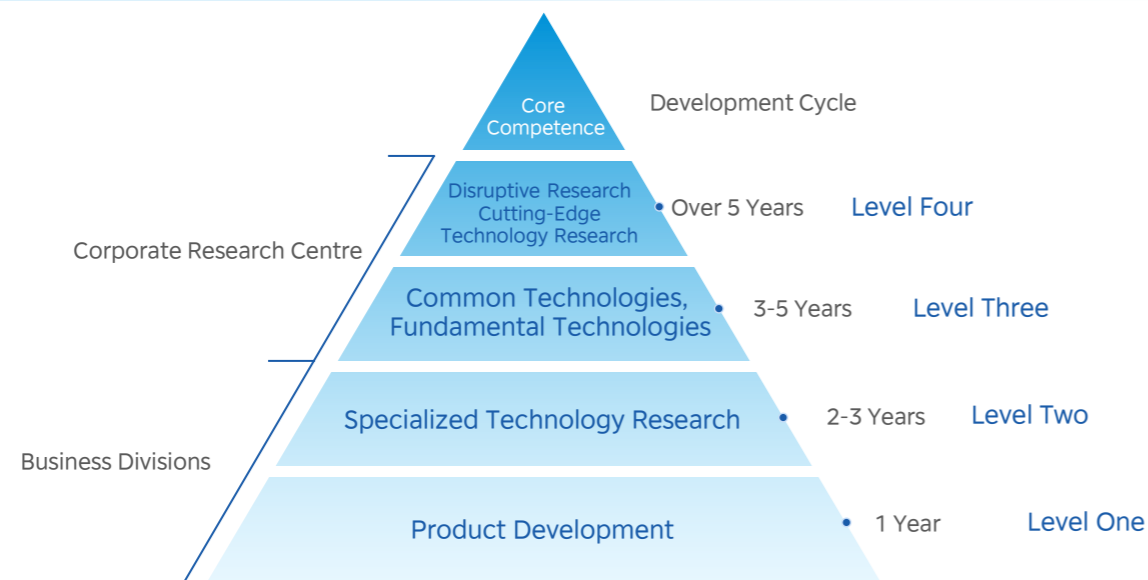 Core
Competence
Development Cycle
Disruptive Research
Cutting-Edge
Technology Research
Over 5 Years
Level Four
Corporate Research Centre
Common Technologies,
Fundamental Technologies
3-5 Years
Level Three
Specialized Technology Research
2-3 Years
Level Two
Business Divisions
Product Development
1 Year
Level One